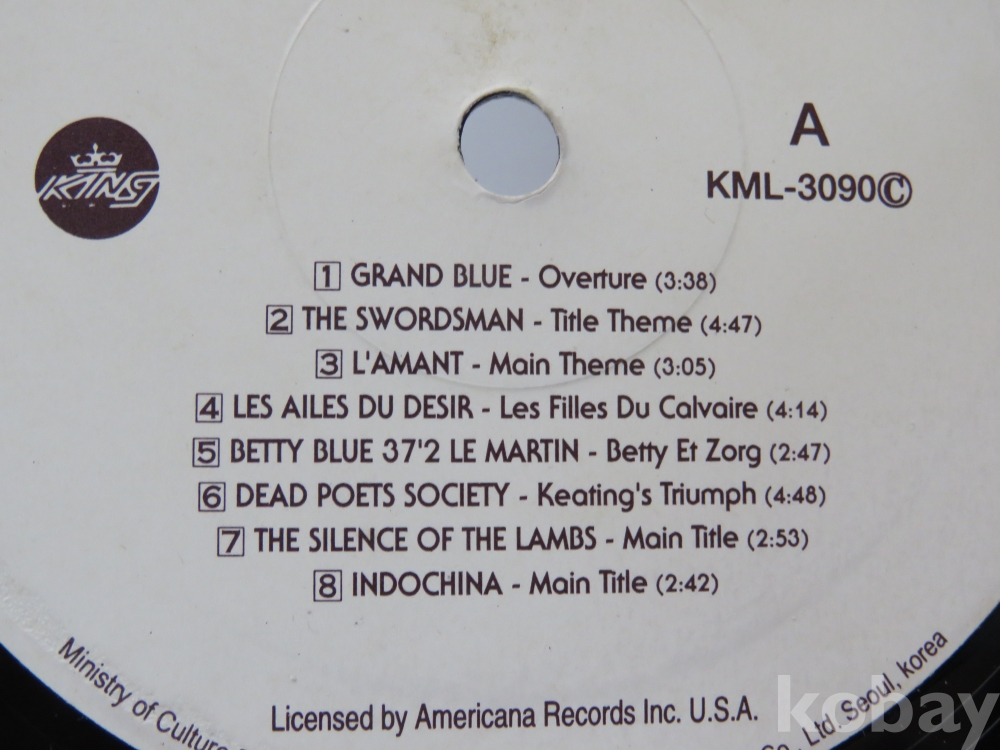 KING
A
KML-3090Ⓒ
1 GRAND BLUE - Overture (3:38)
2 THE SWORDSMAN - Title Theme (4:47)
3 L'AMANT - Main Theme (3:05)
4 LES AILES DU DESIR - Les Filles Du Calvaire (4:14)
5 BETTY BLUE 37'2 LE MARTIN - Betty Et Zorg (2:47)
6 DEAD POETS SOCIETY - Keating's Triumph (4:48)
7 THE SILENCE OF THE LAMBS - Main Title (2:53)
8 INDOCHINA - Main Title (2:42)
Ministry of Culture
Licensed by Americana Records Inc. U.S.A.
Co., Ltd. Seoul, korea
kobay